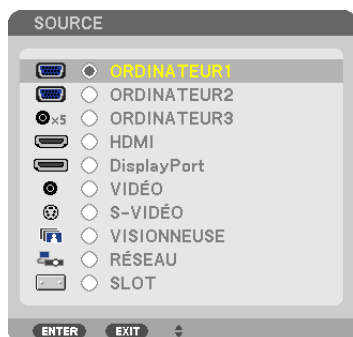 SOURCE
ORDINATEUR1
ORDINATEUR2
×5 ORDINATEUR3
HDMI
DisplayPort
VIDÉO
S-VIDÉO
VISIONNEUSE
RÉSEAU
SLOT
ENTER EXIT